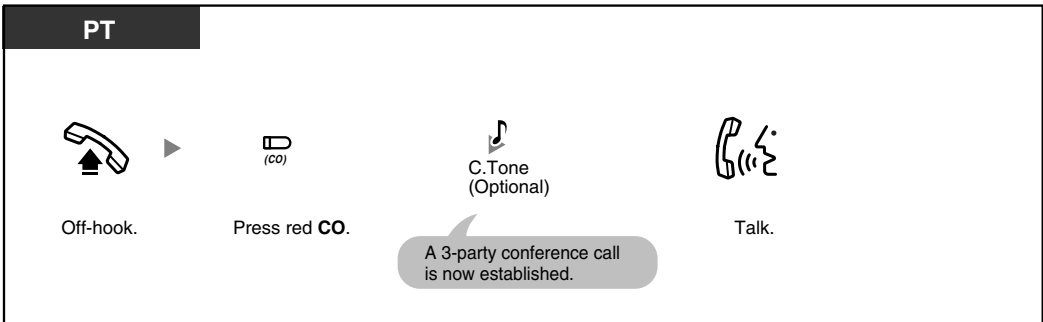 PT
(CO)
C.Tone
(Optional)
Off-hook.
Press red CO.
Talk.
A 3-party conference call
is now established.